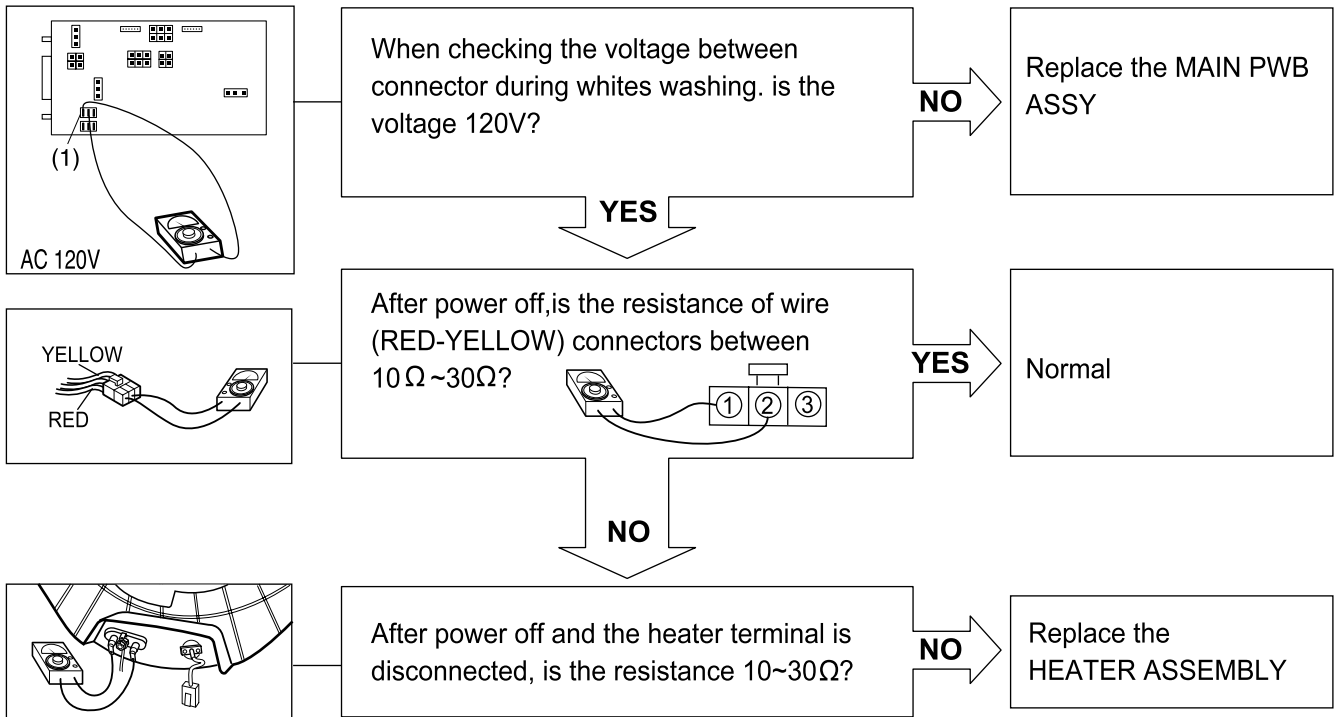 (1)
AC 120V
When checking the voltage between
connector during whites washing. is the
voltage 120V?
NO
Replace the MAIN PWB
ASSY
YES
YELLOW
RED
After power off,is the resistance of wire
(RED-YELLOW) connectors between
10Ω~30Ω?
① ② ③
YES
Normal
NO
After power off and the heater terminal is
disconnected, is the resistance 10~30Ω?
NO
Replace the
HEATER ASSEMBLY